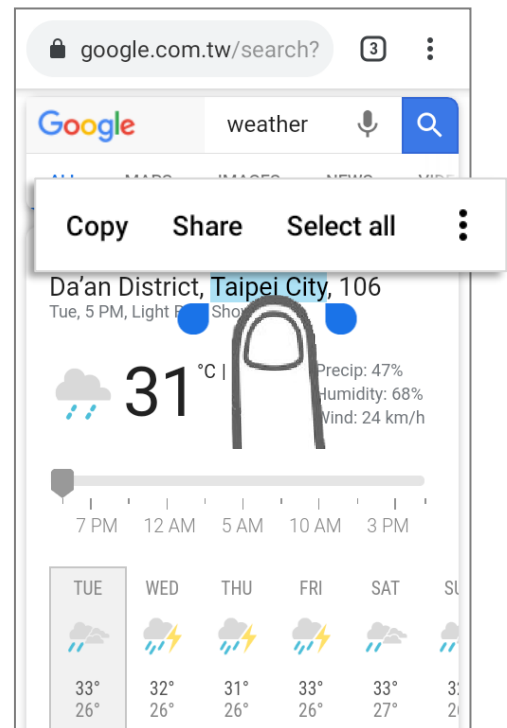 google.com.tw/search?
3
Google
weather
Copy Share Select all
Da'an District, Taipei City, 106
Tue, 5 PM, Light
31 °C |
Precip: 47%
Humidity: 68%
Wind: 24 km/h
7 PM 12 AM 5 AM 10 AM 3 PM
TUE WED THU FRI SAT
33° 32° 31° 33° 33°
26° 26° 26° 26° 27°